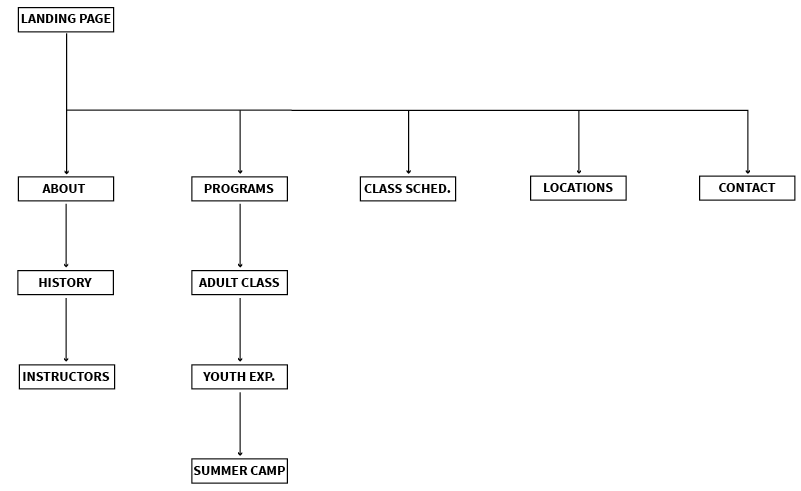 LANDING PAGE
ABOUT
PROGRAMS
CLASS SCHED.
LOCATIONS
CONTACT
HISTORY
ADULT CLASS
INSTRUCTORS
YOUTH EXP.
SUMMER CAMP